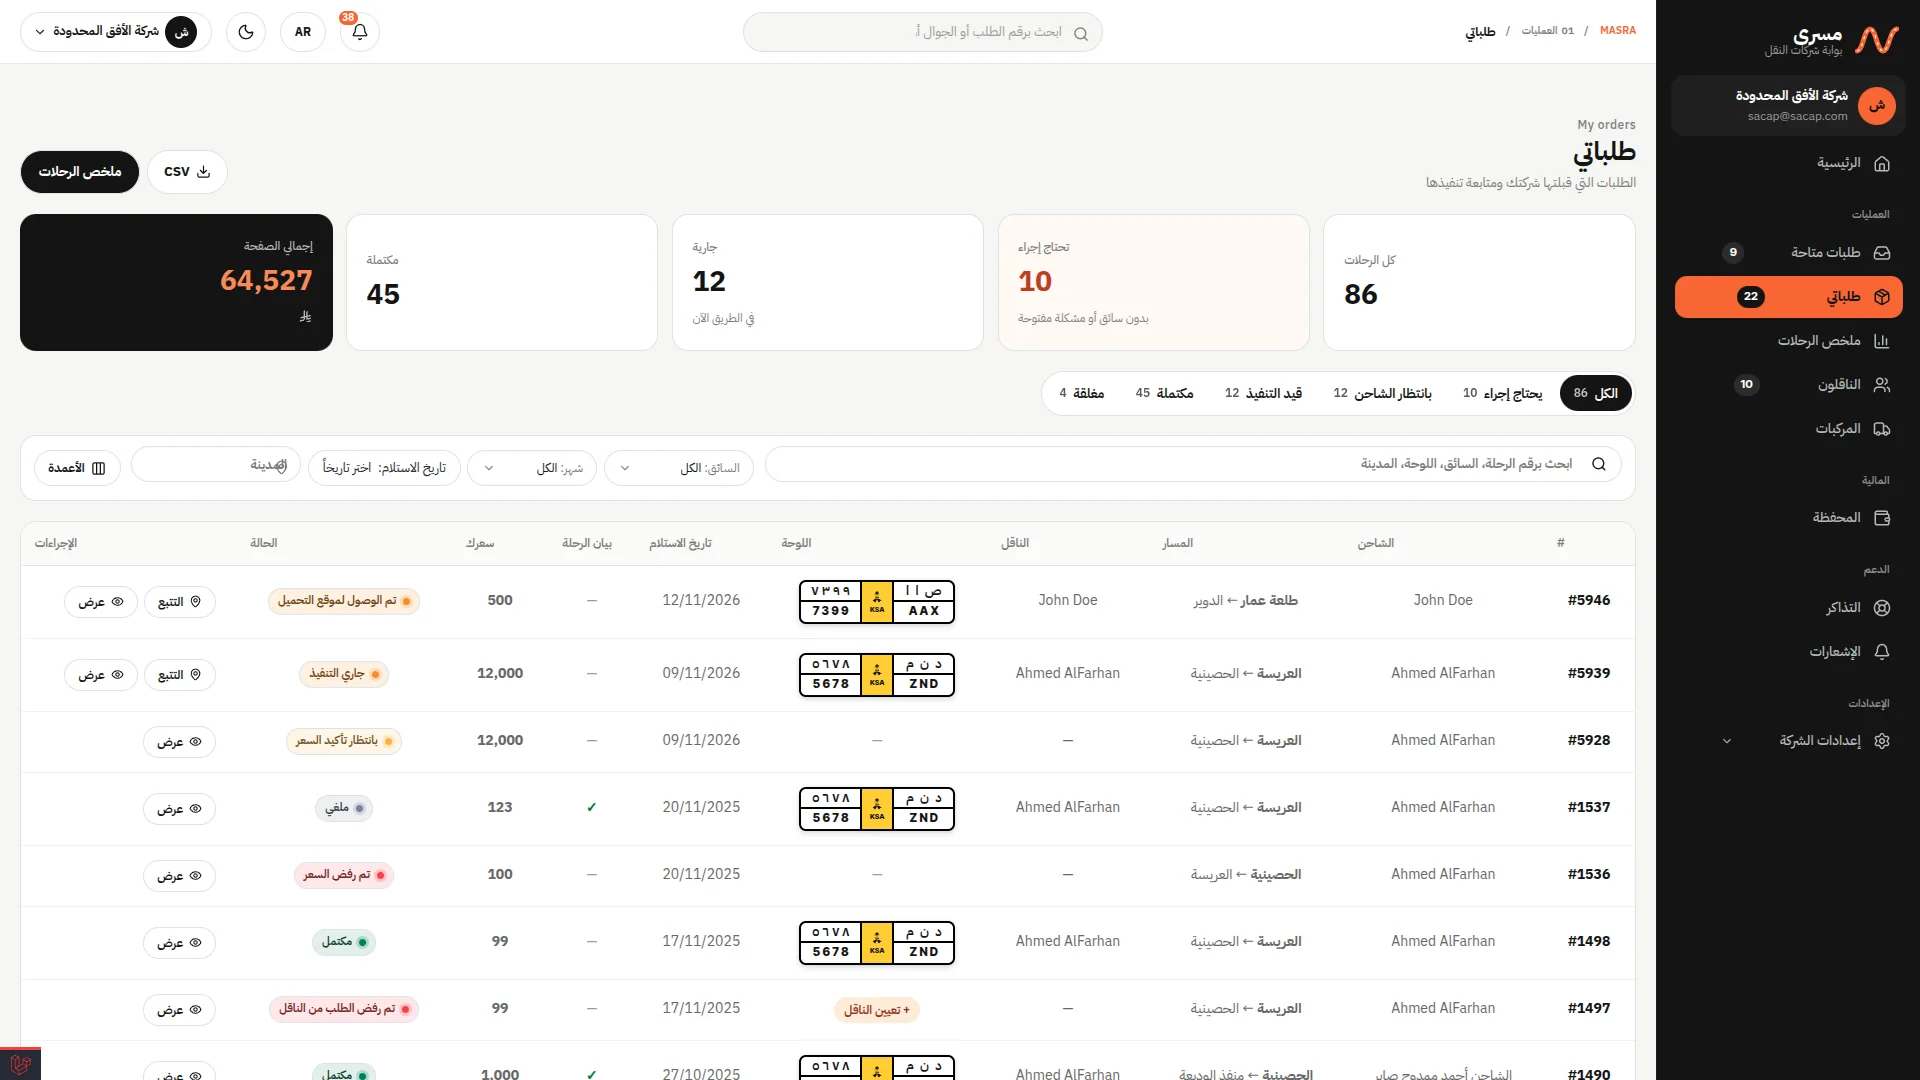 مسرى
بوابة شركات النقل
ش
شركة الأفق المحدودة
sacap@sacap.com
الرئيسية
العمليات
طلبات متاحة 9
طلباتي 22
ملخص الرحلات
الناقلون 10
المركبات
المالية
المحفظة
الدعم
التذاكر
الإشعارات
الإعدادات
إعدادات الشركة
MASRA / 01 العمليات / طلباتي
ابحث برقم الطلب أو الجوال أ
38
AR
ش شركة الأفق المحدودة
My orders
طلباتي
الطلبات التي قبلتها شركتك ومتابعة تنفيذها
CSV
ملخص الرحلات
كل الرحلات
86
تحتاج إجراء
10
بدون سائق أو مشكلة مفتوحة
جارية
12
في الطريق الآن
مكتملة
45
إجمالي الصفحة
64,527
الكل 86 يحتاج إجراء 10 بانتظار الشاحن 12 قيد التنفيذ 12 مكتملة 45 مغلقة 4
ابحث برقم الرحلة، السائق، اللوحة، المدينة
السائق: الكل
شهر: الكل
تاريخ الاستلام: اختر تاريخاً
المدينة
الأعمدة
# الشاحن المسار الناقل اللوحة تاريخ الاستلام بيان الرحلة سعرك الحالة الإجراءات
#5946 John Doe طلعة عمار ← الدوير John Doe ص ا ا ٧٣٩٩ KSA AAX 7399 12/11/2026 — 500 تم الوصول لموقع التحميل التتبع عرض
#5939 Ahmed AlFarhan العريسة ← الحصينية Ahmed AlFarhan د ن م ٥٦٧٨ KSA ZND 5678 09/11/2026 — 12,000 جاري التنفيذ التتبع عرض
#5928 Ahmed AlFarhan العريسة ← الحصينية — — 09/11/2026 — 12,000 بانتظار تأكيد السعر عرض
#1537 Ahmed AlFarhan العريسة ← الحصينية Ahmed AlFarhan د ن م ٥٦٧٨ KSA ZND 5678 20/11/2025 ✓ 123 ملغي عرض
#1536 Ahmed AlFarhan الحصينية ← العريسة — — 20/11/2025 — 100 تم رفض السعر عرض
#1498 Ahmed AlFarhan العريسة ← الحصينية Ahmed AlFarhan د ن م ٥٦٧٨ KSA ZND 5678 17/11/2025 — 99 مكتمل عرض
#1497 Ahmed AlFarhan العريسة ← الحصينية — + تعيين الناقل 17/11/2025 — 99 تم رفض الطلب من الناقل عرض
#1490 الشاحن أحمد ممدوح صابر الحصينية ← منفذ الوديعة Ahmed AlFarhan د ن م ٥٦٧٨ 27/10/2025 ✓ 1,000 مكتمل عرض